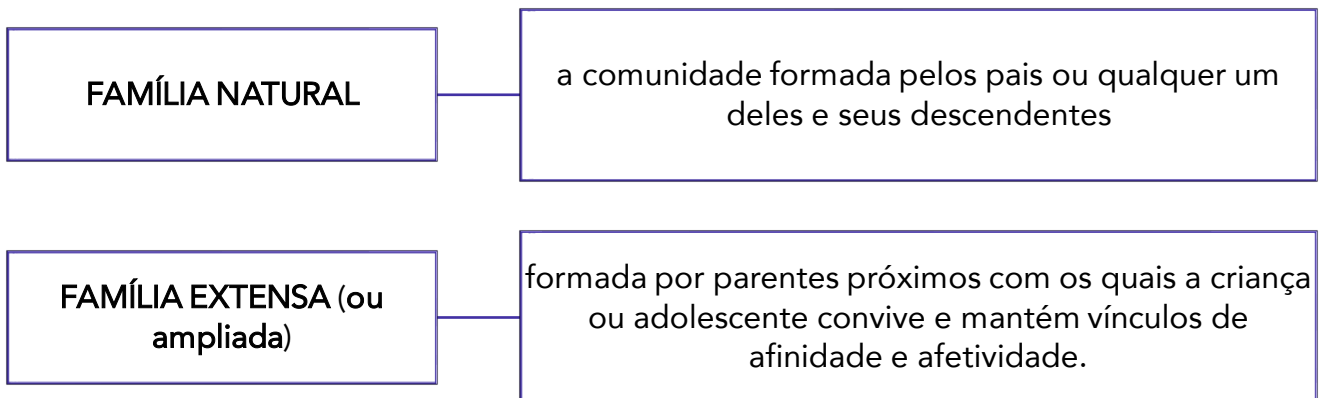 FAMÍLIA NATURAL
a comunidade formada pelos pais ou qualquer um
deles e seus descendentes
FAMÍLIA EXTENSA (ou
ampliada)
formada por parentes próximos com os quais a criança
ou adolescente convive e mantém vínculos de
afinidade e afetividade.